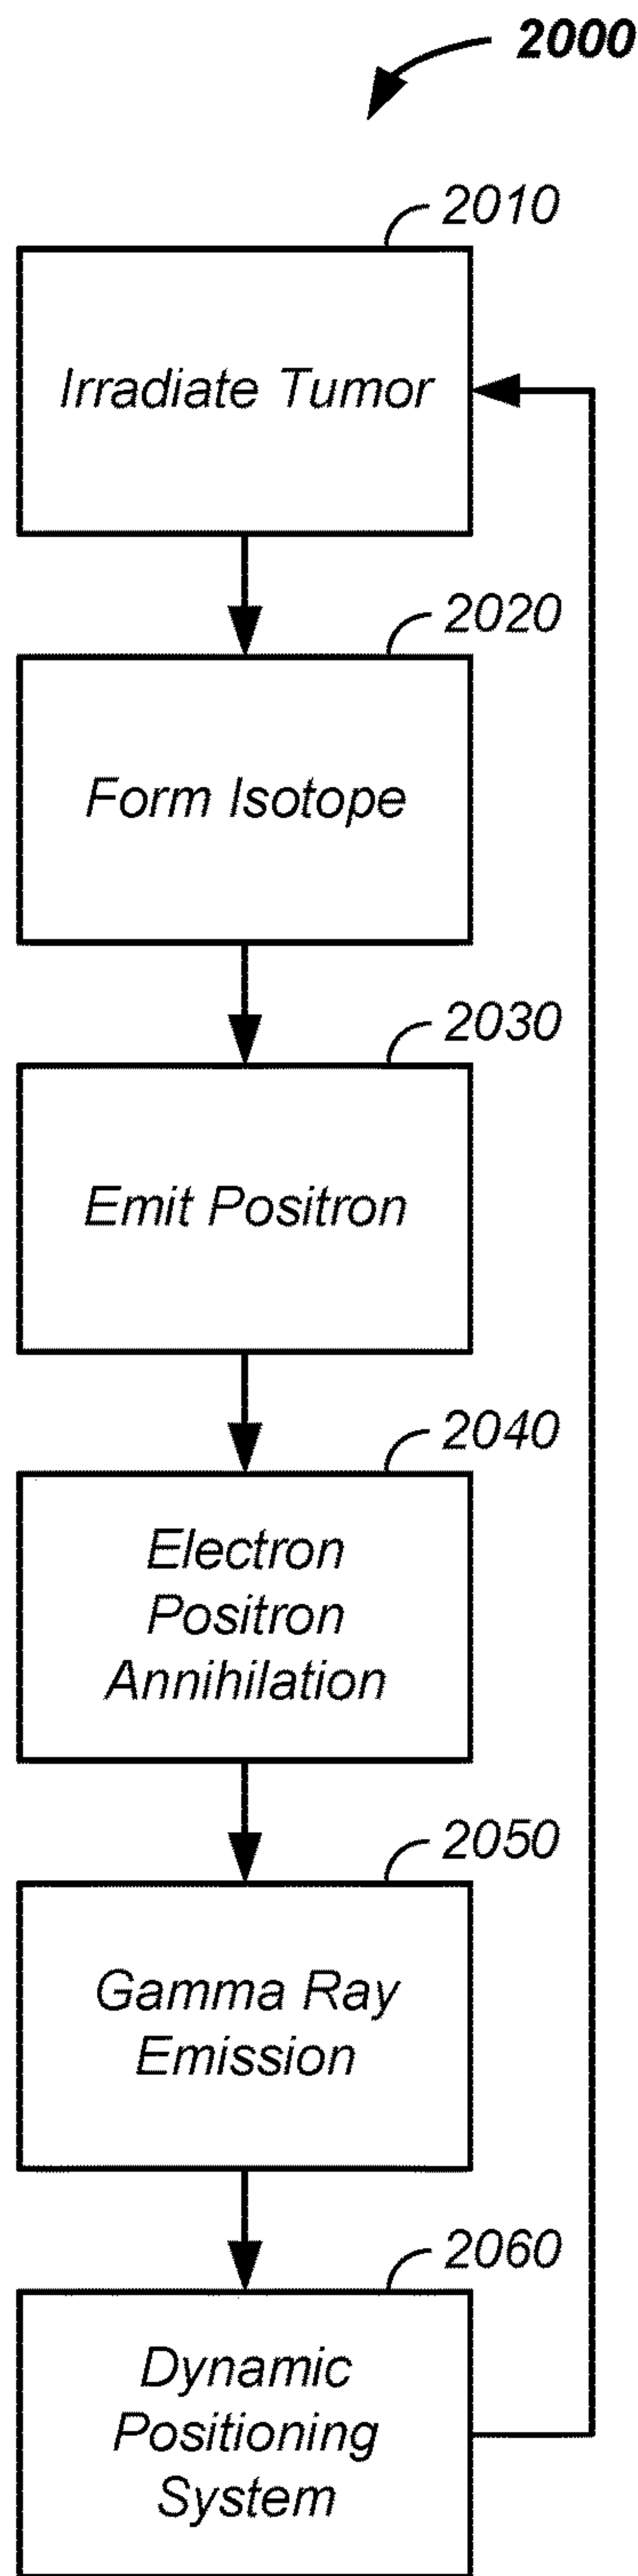 2000
2010
Irradiate Tumor
2020
Form Isotope
2030
Emit Positron
2040
Electron
Positron
Annihilation
2050
Gamma Ray
Emission
2060
Dynamic
Positioning
System